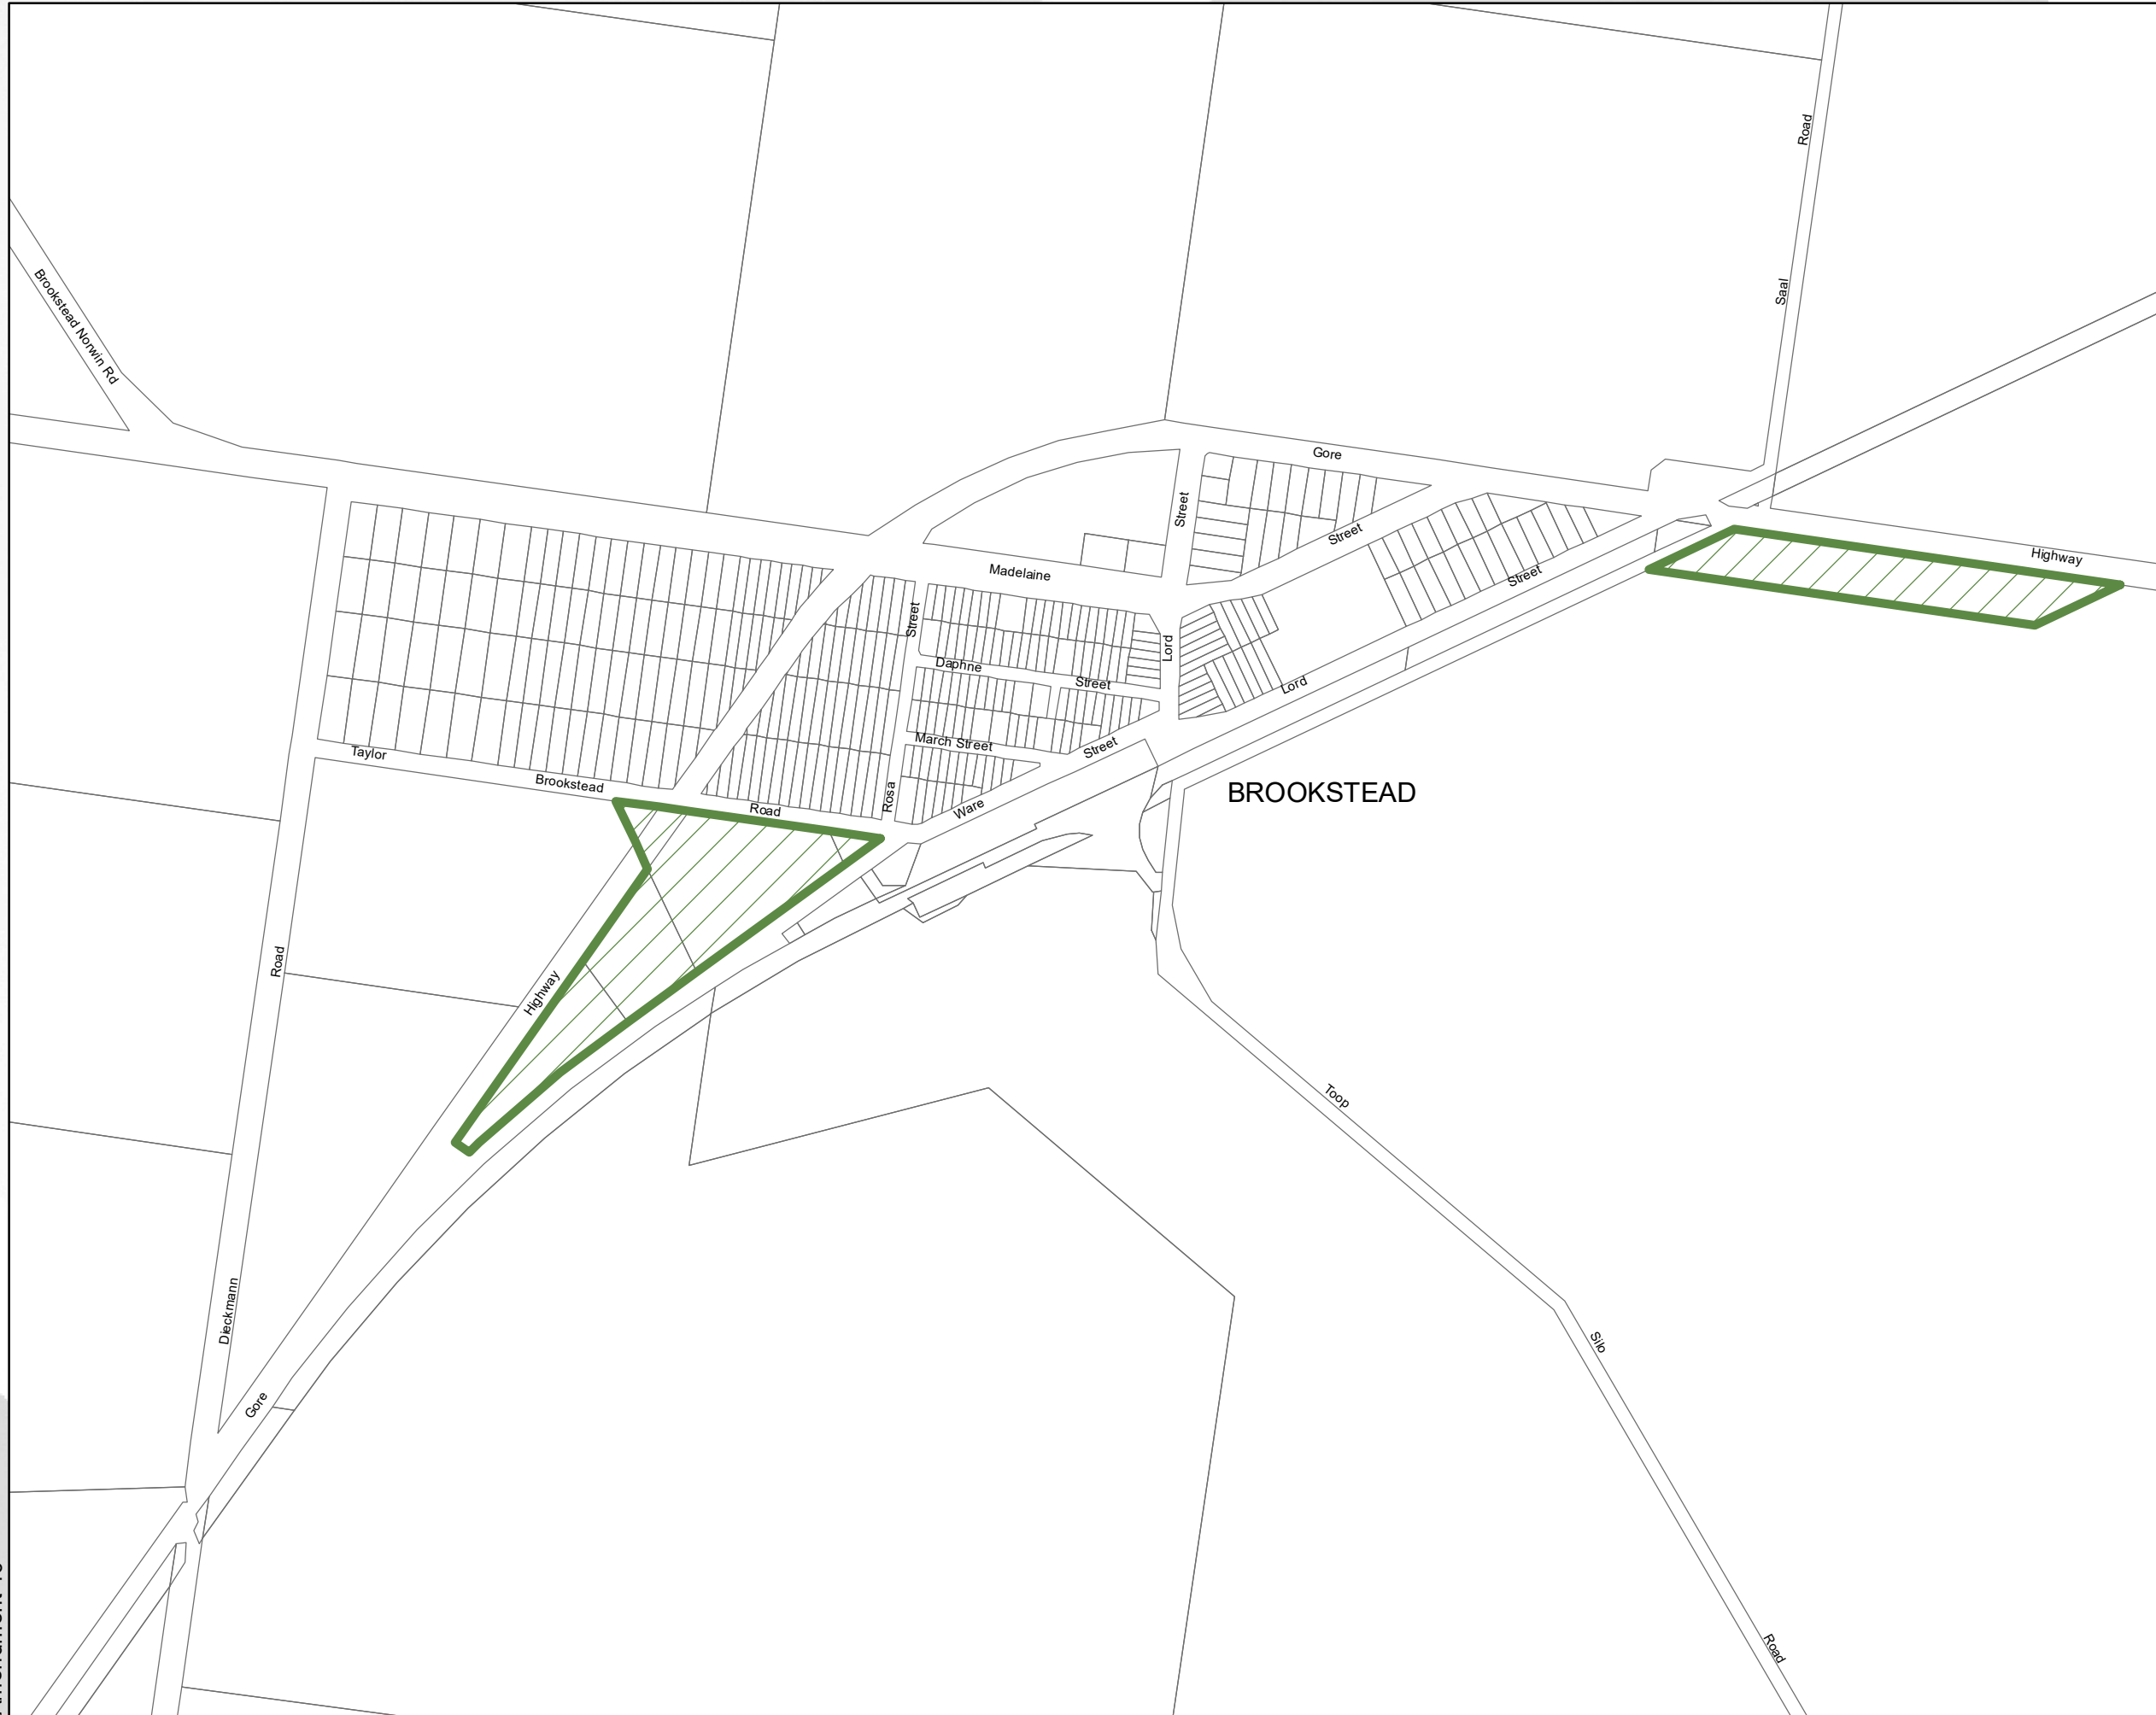 Road
Saal
Brookstead Norwin Rd
Gore
Street
Street
Highway
Madelaine
Street
Street
Lord
Daphne
Street
Lord
March Street
Street
Taylor
Brookstead
Road
Rosa
Ware
BROOKSTEAD
Road
Highway
Toop
Dieckmann
Silo
Gore
Road